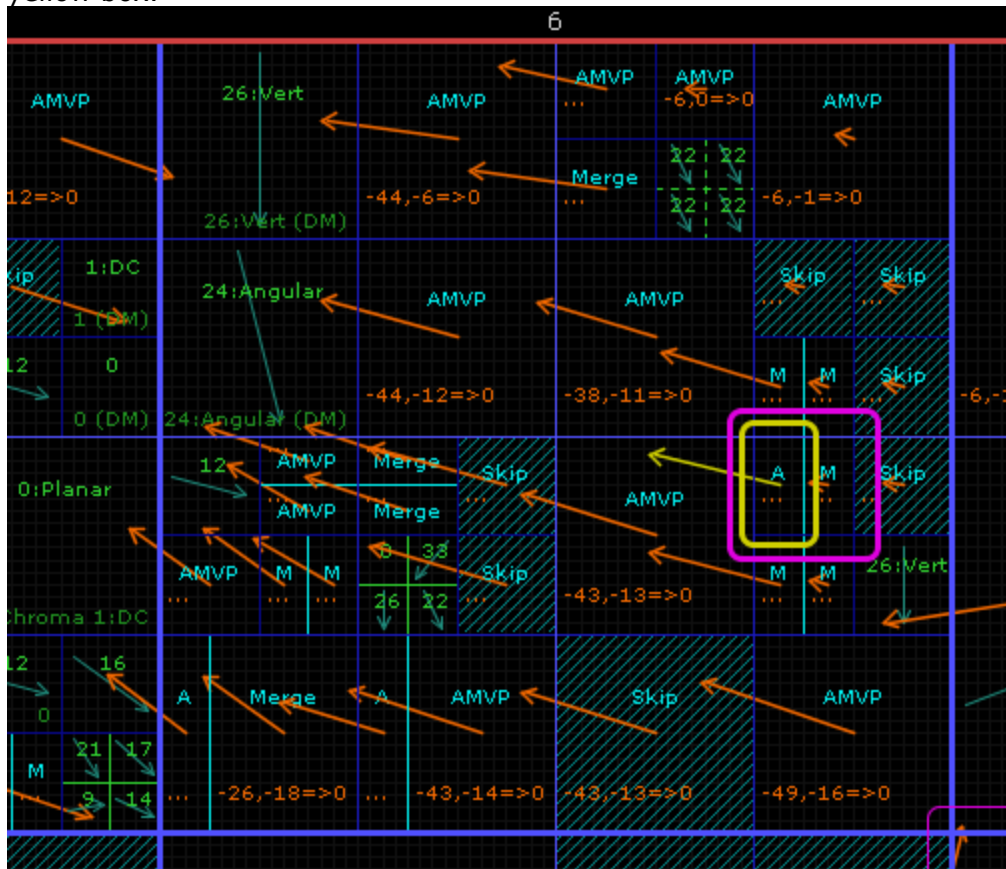 6
AMVP 26:Vert AMVP AMVP AMVP AMVP
... -6,0=>0
Merge 22 22
12=>0 -44,-6=>0 ... 22 22 -6,-1=>0
26:Vert (DM)
1:DC Skip Skip
24:Angular AMVP AMVP ... ...
1 (DM)
12 0 M M Skip
-44,-12=>0 -38,-11=>0 ... ... ...
0 (DM) 24:Angular (DM)
12 AMVP Merge Skip A M Skip
0:Planar ... ... AMVP ... ... ...
AMVP Merge
AMVP M M 0 38 Skip M M 26:Vert
... ... ... 26 22 ... -43,-13=>0 ... ...
Chroma 1:DC
12 16
0 A Merge A AMVP Skip AMVP
M 21 17
... 9 14 ... -26,-18=>0 ... -43,-14=>0 -43,-13=>0 -49,-16=>0